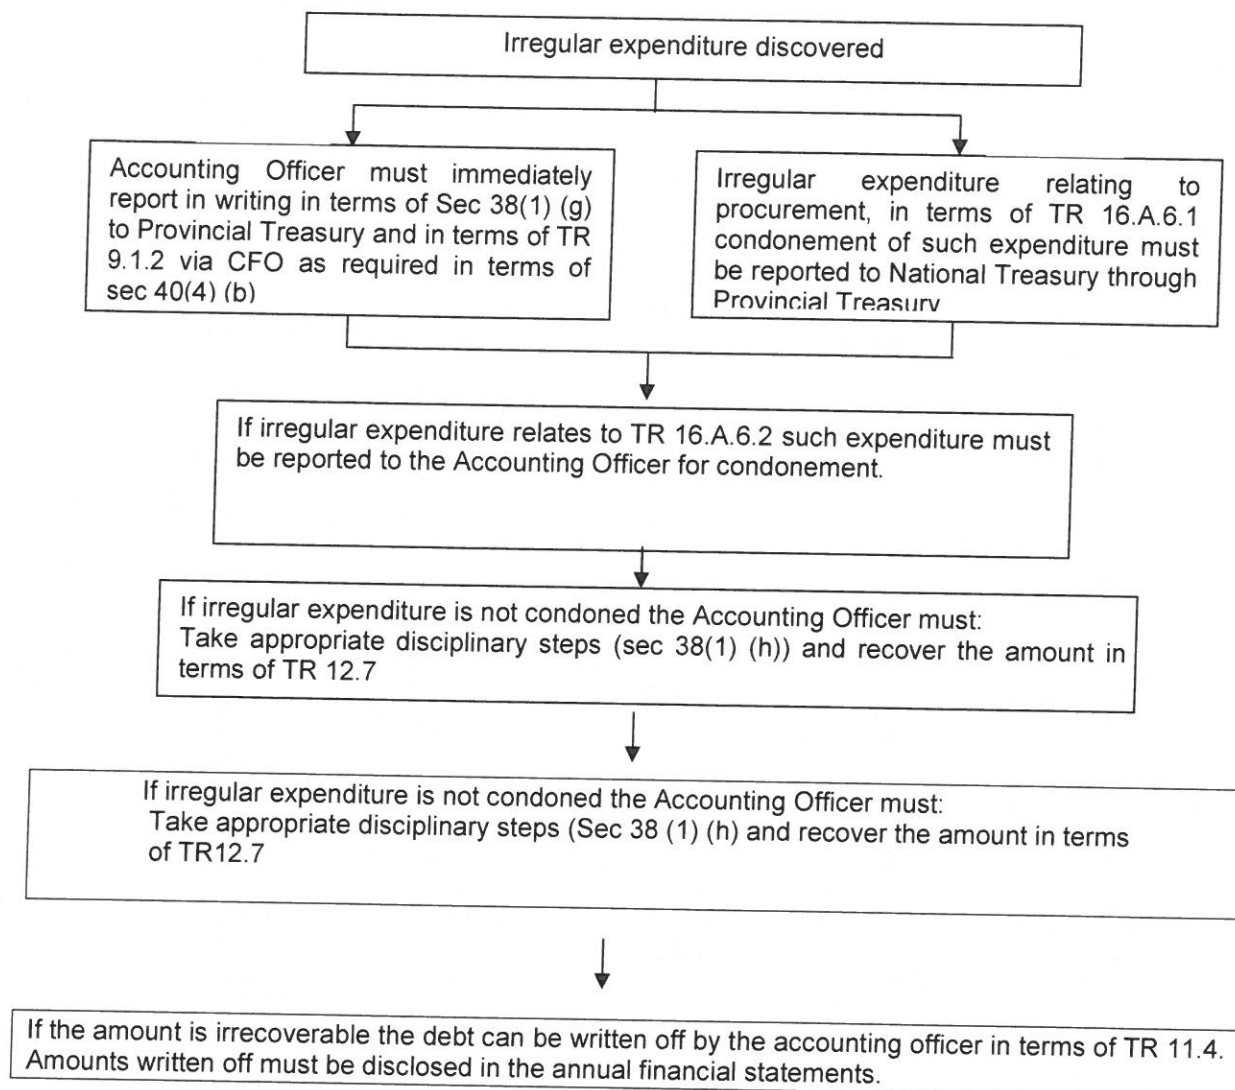 Irregular expenditure discovered
Accounting Officer must immediately
report in writing in terms of Sec 38(1) (g)
to Provincial Treasury and in terms of TR
9.1.2 via CFO as required in terms of
sec 40(4) (b)
Irregular expenditure relating to
procurement, in terms of TR 16.A.6.1
condonement of such expenditure must
be reported to National Treasury through
Provincial Treasury
If irregular expenditure relates to TR 16.A.6.2 such expenditure must
be reported to the Accounting Officer for condonement.
If irregular expenditure is not condoned the Accounting Officer must:
Take appropriate disciplinary steps (sec 38(1) (h)) and recover the amount in
terms of TR 12.7
If irregular expenditure is not condoned the Accounting Officer must:
Take appropriate disciplinary steps (Sec 38 (1) (h) and recover the amount in terms
of TR12.7
If the amount is irrecoverable the debt can be written off by the accounting officer in terms of TR 11.4.
Amounts written off must be disclosed in the annual financial statements.